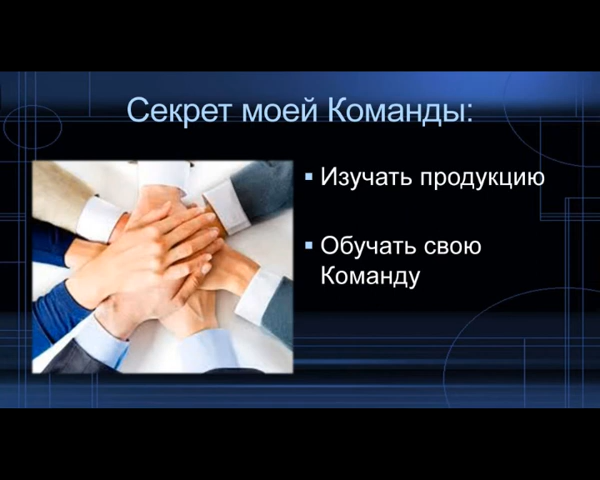 Секрет моей Команды:
Изучать продукцию
Обучать свою
Команду